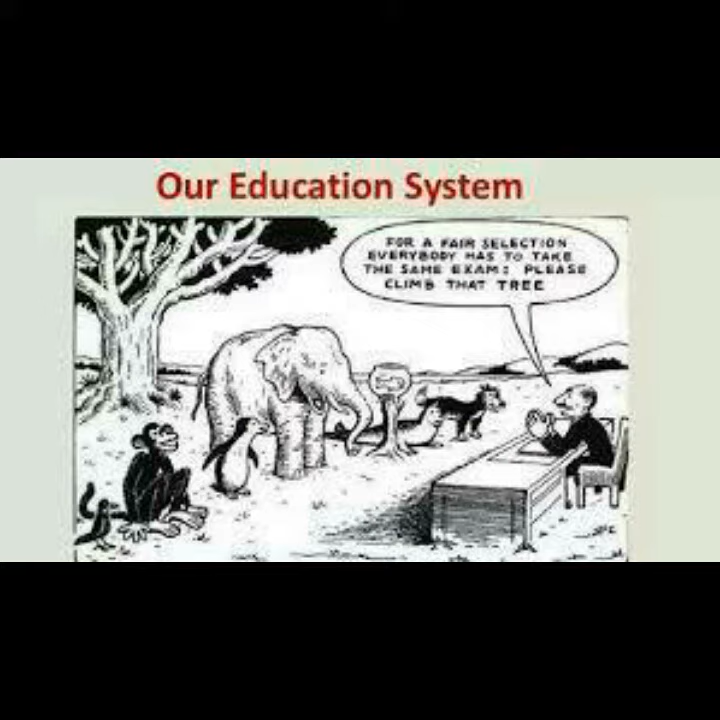 Our Education System
FOR A FAIR SELECTION
EVERYBODY HAS TO TAKE
THE SAME EXAM: PLEASE
CLIMB THAT TREE